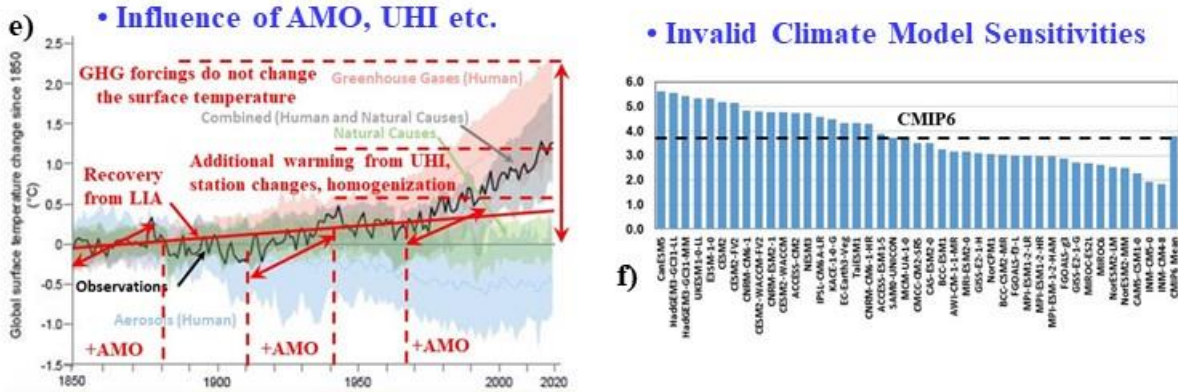 • Influence of AMO, UHI etc.
e)
Global surface temperature change since 1850
(°C)
2.5
2.0
1.5
1.0
0.5
0.0
-0.5
-1.0
-1.5
GHG forcings do not change
the surface temperature
Greenhouse Gases (Human)
Combined (Human and Natural Causes)
Natural Causes
Additional warming from UHI,
station changes, homogenization
Recovery
from LIA
Observations
Aerosols (Human)
+AMO
+AMO
+AMO
1850
1900
1950
2000
2020
• Invalid Climate Model Sensitivities
6.0
5.0
4.0
3.0
2.0
1.0
0.0
CMIP6
f)
CanESM5
HadGEM3-GC31-LL
HadGEM3-GC31-MM
UKESM1-0-LL
E3SM-1-0
CESM2
CESM2-FV2
CNRM-CM6-1
CESM2-WACCM-FV2
CNRM-ESM2-1
CESM2-WACCM
ACCESS-CM2
NESM3
IPSL-CM6A-LR
KACE-1-0-G
EC-Earth3-Veg
TaiESM1
CNRM-CM6-1-HR
ACCESS-ESM1-5
SAM0-UNICON
MCM-UA-1-0
CMCC-CM2-SR5
CAS-ESM2-0
BCC-ESM1
AWI-CM-1-1-MR
MRI-ESM2-0
GISS-E2-1-H
NorCPM1
BCC-CSM2-MR
FGOALS-f3-L
MPI-ESM1-2-LR
MPI-ESM1-2-HR
MPI-ESM-1-2-HAM
FGOALS-g3
GISS-E2-1-G
MIROC-ES2L
MIROC6
NorESM2-LM
NorESM2-MM
CAMS-CSM1-0
INM-CM5-0
INM-CM4-8
CMIP6 Mean